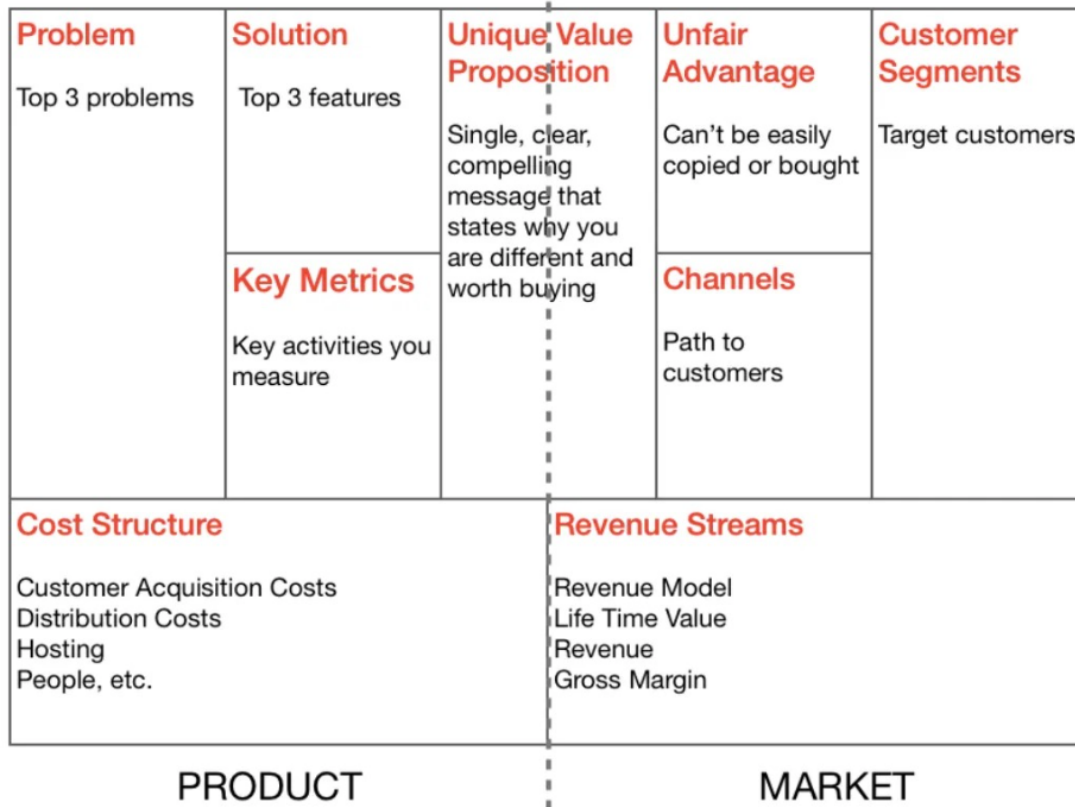 Problem
Top 3 problems
Solution
Top 3 features
Key Metrics
Key activities you
measure
Unique Value
Proposition
Single, clear,
compelling
message that
states why you
are different and
worth buying
Unfair
Advantage
Can't be easily
copied or bought
Channels
Path to
customers
Customer
Segments
Target customers
Cost Structure
Customer Acquisition Costs
Distribution Costs
Hosting
People, etc.
Revenue Streams
Revenue Model
Life Time Value
Revenue
Gross Margin
PRODUCT
MARKET